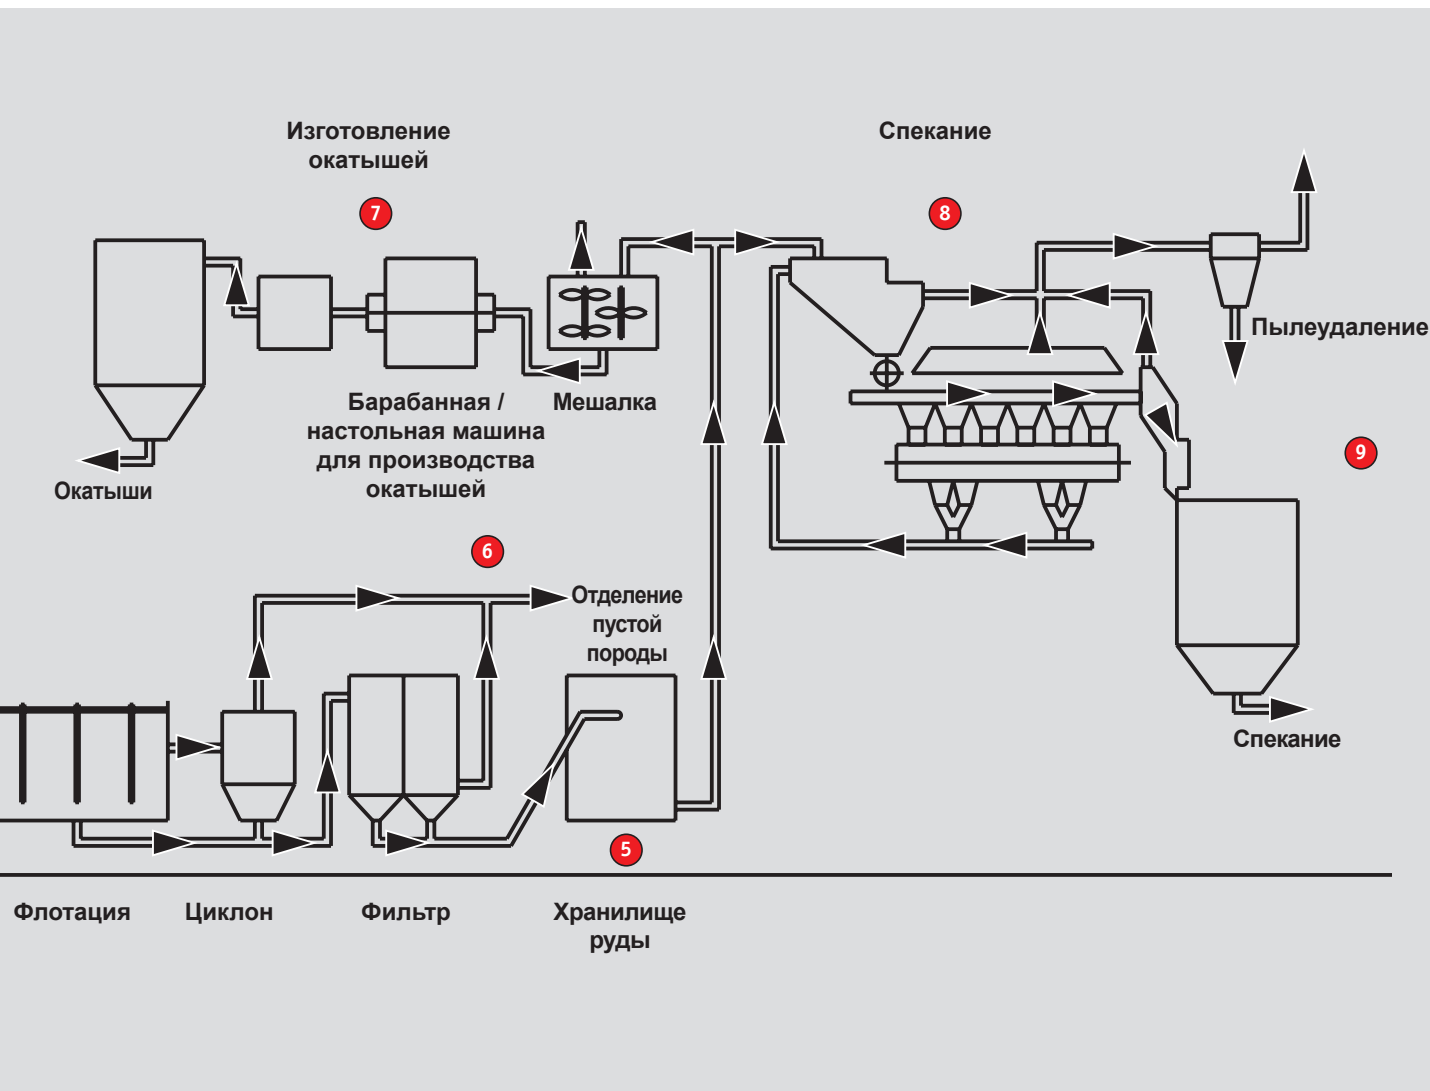 Изготовление
окатышей
7
Спекание
8
Пылеудаление
Барабанная /
настольная машина
для производства
окатышей
Мешалка
9
Окатыши
6
Отделение
пустой
породы
Спекание
5
Флотация
Циклон
Фильтр
Хранилище
руды